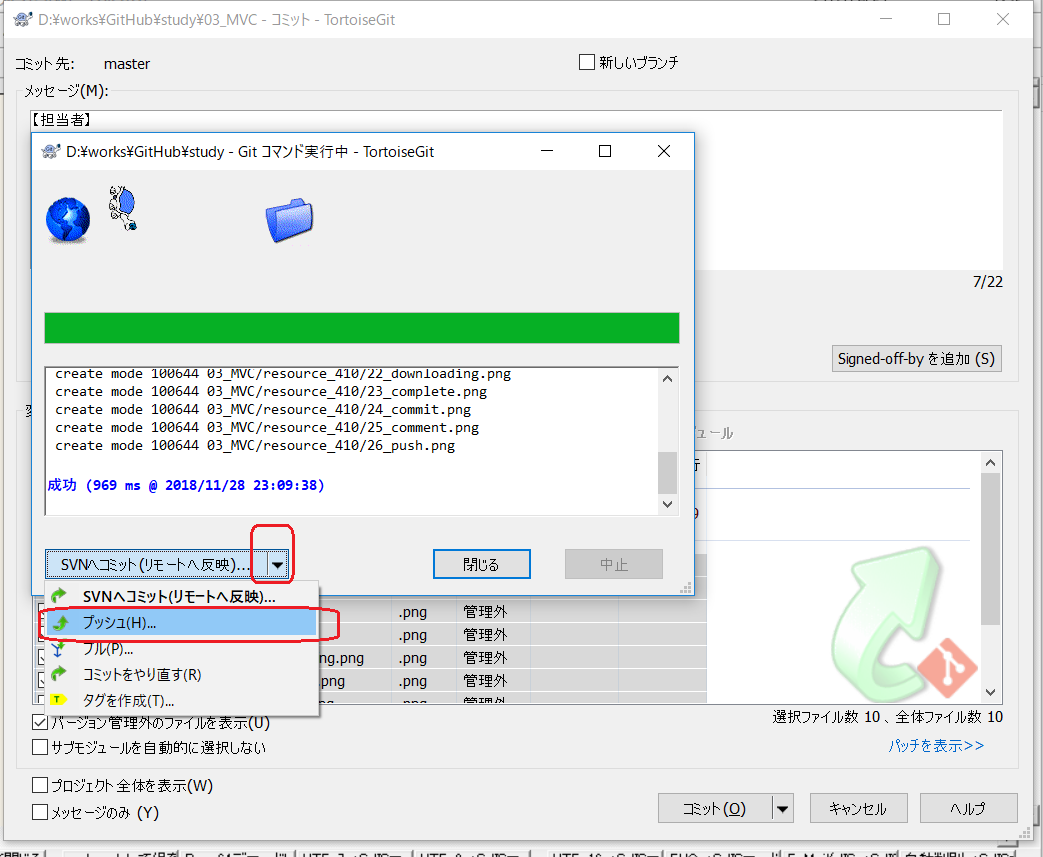 D:¥works¥GitHub¥study¥03_MVC - コミット - TortoiseGit
コミット先: master
新しいブランチ
メッセージ(M):
【担当者】
D:¥works¥GitHub¥study - Git コマンド実行中 - TortoiseGit
7/22
Signed-off-by を追加 (S)
create mode 100644 03_MVC/resource_410/22_downloading.png
create mode 100644 03_MVC/resource_410/23_complete.png
create mode 100644 03_MVC/resource_410/24_commit.png
create mode 100644 03_MVC/resource_410/25_comment.png
create mode 100644 03_MVC/resource_410/26_push.png
ュール
成功 (969 ms @ 2018/11/28 23:09:38)
SVNへコミット(リモートへ反映)...
閉じる
中止
SVNへコミット(リモートへ反映)...
プッシュ(H)...
プル(P)...
コミットをやり直す(R)
タグを作成(T)...
.png 管理外
.png 管理外
ng.png .png 管理外
png .png 管理外
選択ファイル数 10 、全体ファイル数 10
バージョン管理外のファイルを表示(U)
サブモジュールを自動的に選択しない
パッチを表示>>
プロジェクト全体を表示(W)
メッセージのみ (Y)
コミット(O)
キャンセル
ヘルプ